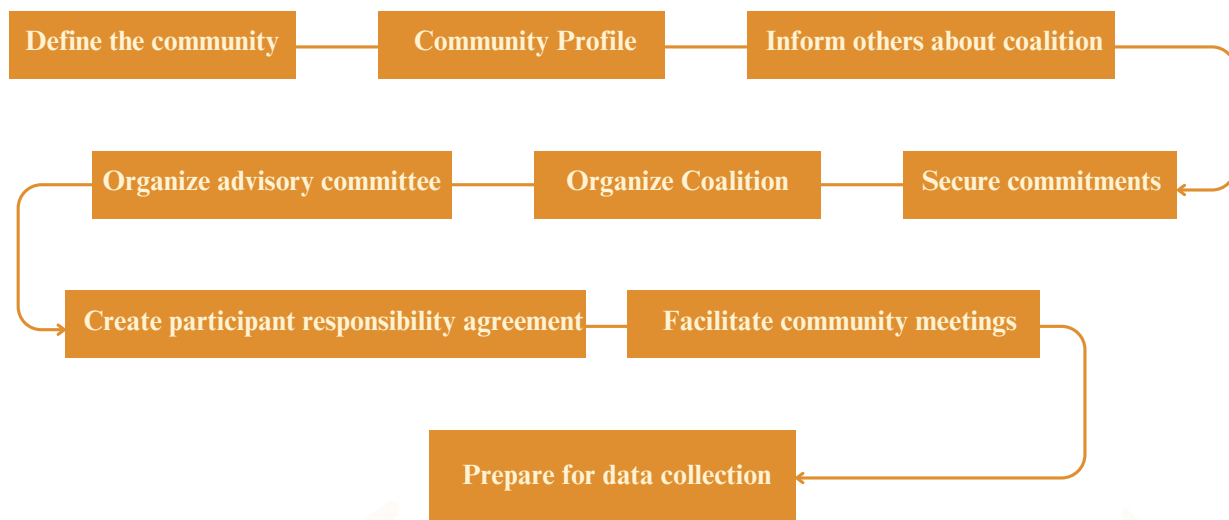 Define the community
Community Profile
Inform others about coalition
Secure commitments
Organize Coalition
Organize advisory committee
Create participant responsibility agreement
Facilitate community meetings
Prepare for data collection